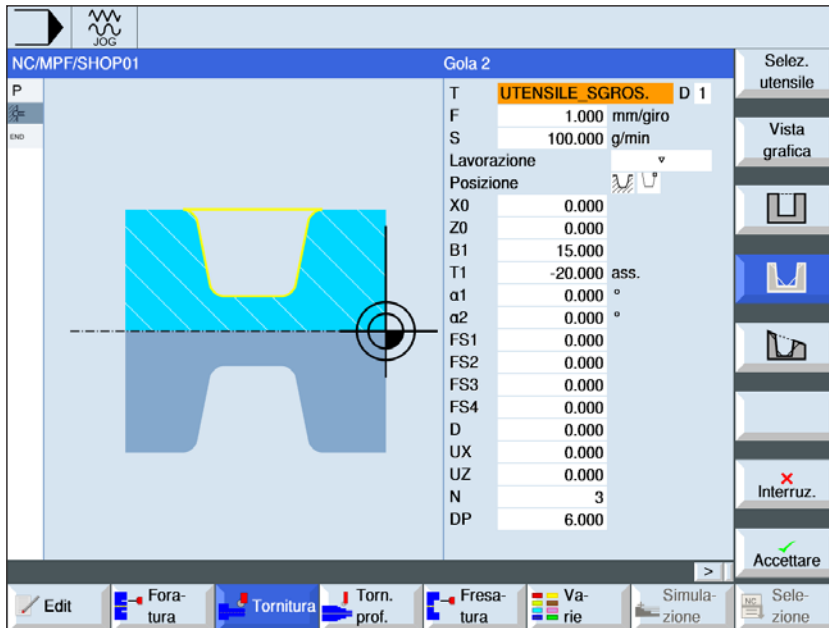 JOG
NC/MPF/SHOP01
Gola 2
P
END
T UTENSILE_SGROS. D 1
F 1.000 mm/giro
S 100.000 g/min
Lavorazione ▿
Posizione
X0 0.000
Z0 0.000
B1 15.000
T1 -20.000 ass.
α1 0.000 °
α2 0.000 °
FS1 0.000
FS2 0.000
FS3 0.000
FS4 0.000
D 0.000
UX 0.000
UZ 0.000
N 3
DP 6.000
Selez.
utensile
Vista
grafica
Interruz.
Accettare
>
Edit
Fora-
tura
Tornitura
Torn.
prof.
Fresa-
tura
Va-
rie
Simula-
zione
NC
Sele-
zione